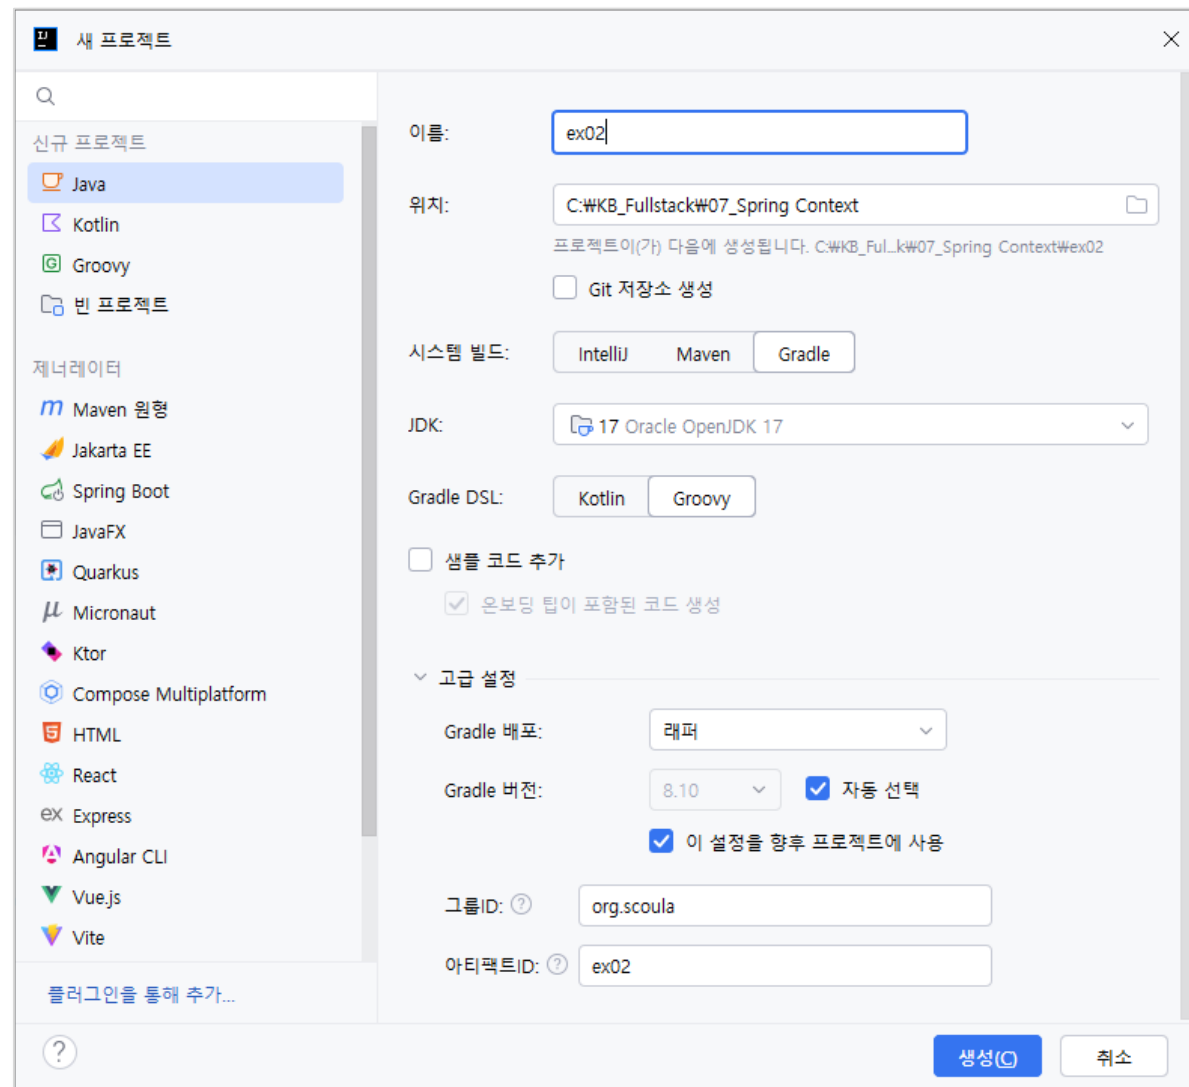 새 프로젝트
신규 프로젝트
Java
Kotlin
Groovy
빈 프로젝트
제너레이터
Maven 원형
Jakarta EE
Spring Boot
JavaFX
Quarkus
Micronaut
Ktor
Compose Multiplatform
HTML
React
ex Express
Angular CLI
Vue.js
Vite
플러그인을 통해 추가...
이름: ex02
위치: C:₩KB_Fullstack₩07_Spring Context
프로젝트이(가) 다음에 생성됩니다. C:₩KB_Ful...k₩07_Spring Context₩ex02
Git 저장소 생성
시스템 빌드: IntelliJ Maven Gradle
JDK: 17 Oracle OpenJDK 17
Gradle DSL: Kotlin Groovy
샘플 코드 추가
온보딩 팁이 포함된 코드 생성
고급 설정
Gradle 배포: 래퍼
Gradle 버전: 8.10 자동 선택
이 설정을 향후 프로젝트에 사용
그룹ID: ? org.scoula
아티팩트ID: ? ex02
? 생성(C) 취소